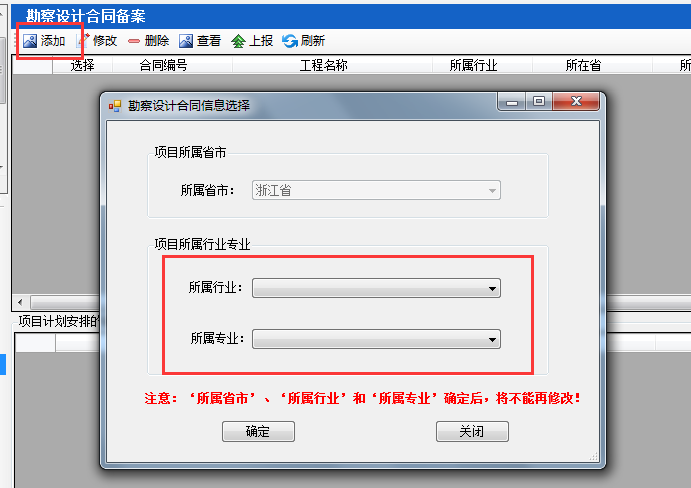 勘察设计合同备案
添加 修改 删除 查看 上报 刷新
选择 合同编号 工程名称 所属行业 所在省 所
勘察设计合同信息选择
项目所属省市
所属省市： 浙江省
项目所属行业专业
所属行业：
所属专业：
注意：‘所属省市’、‘所属行业’和‘所属专业’确定后，将不能再修改！
确定 关闭
项目计划安排的